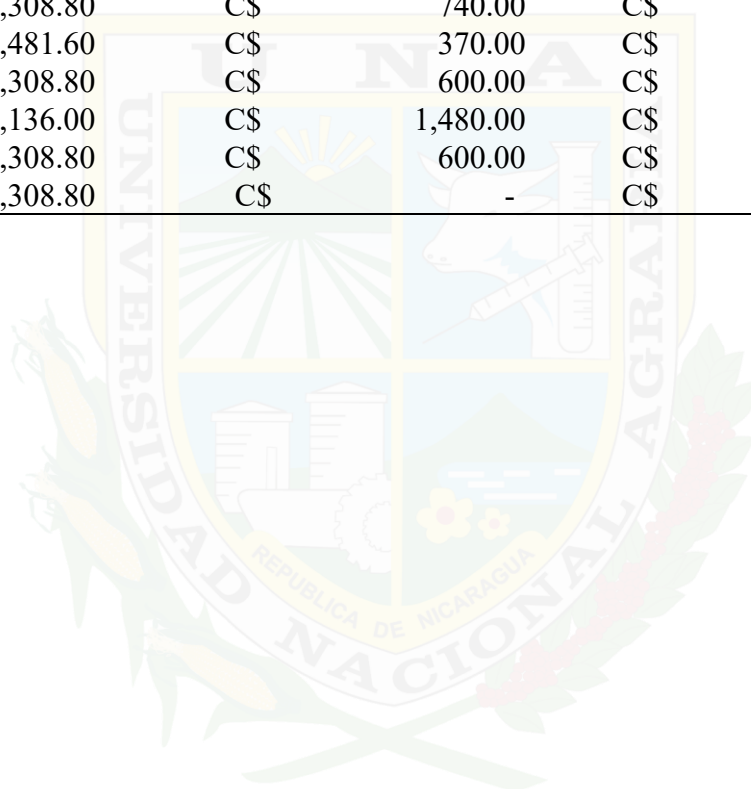 ,308.80 C$ 740.00 C$
,481.60 C$ 370.00 C$
,308.80 C$ 600.00 C$
,136.00 C$ 1,480.00 C$
,308.80 C$ 600.00 C$
,308.80 C$ - C$
U N A
UNIVERSIDAD NACIONAL AGRARIA
REPUBLICA DE NICARAGUA